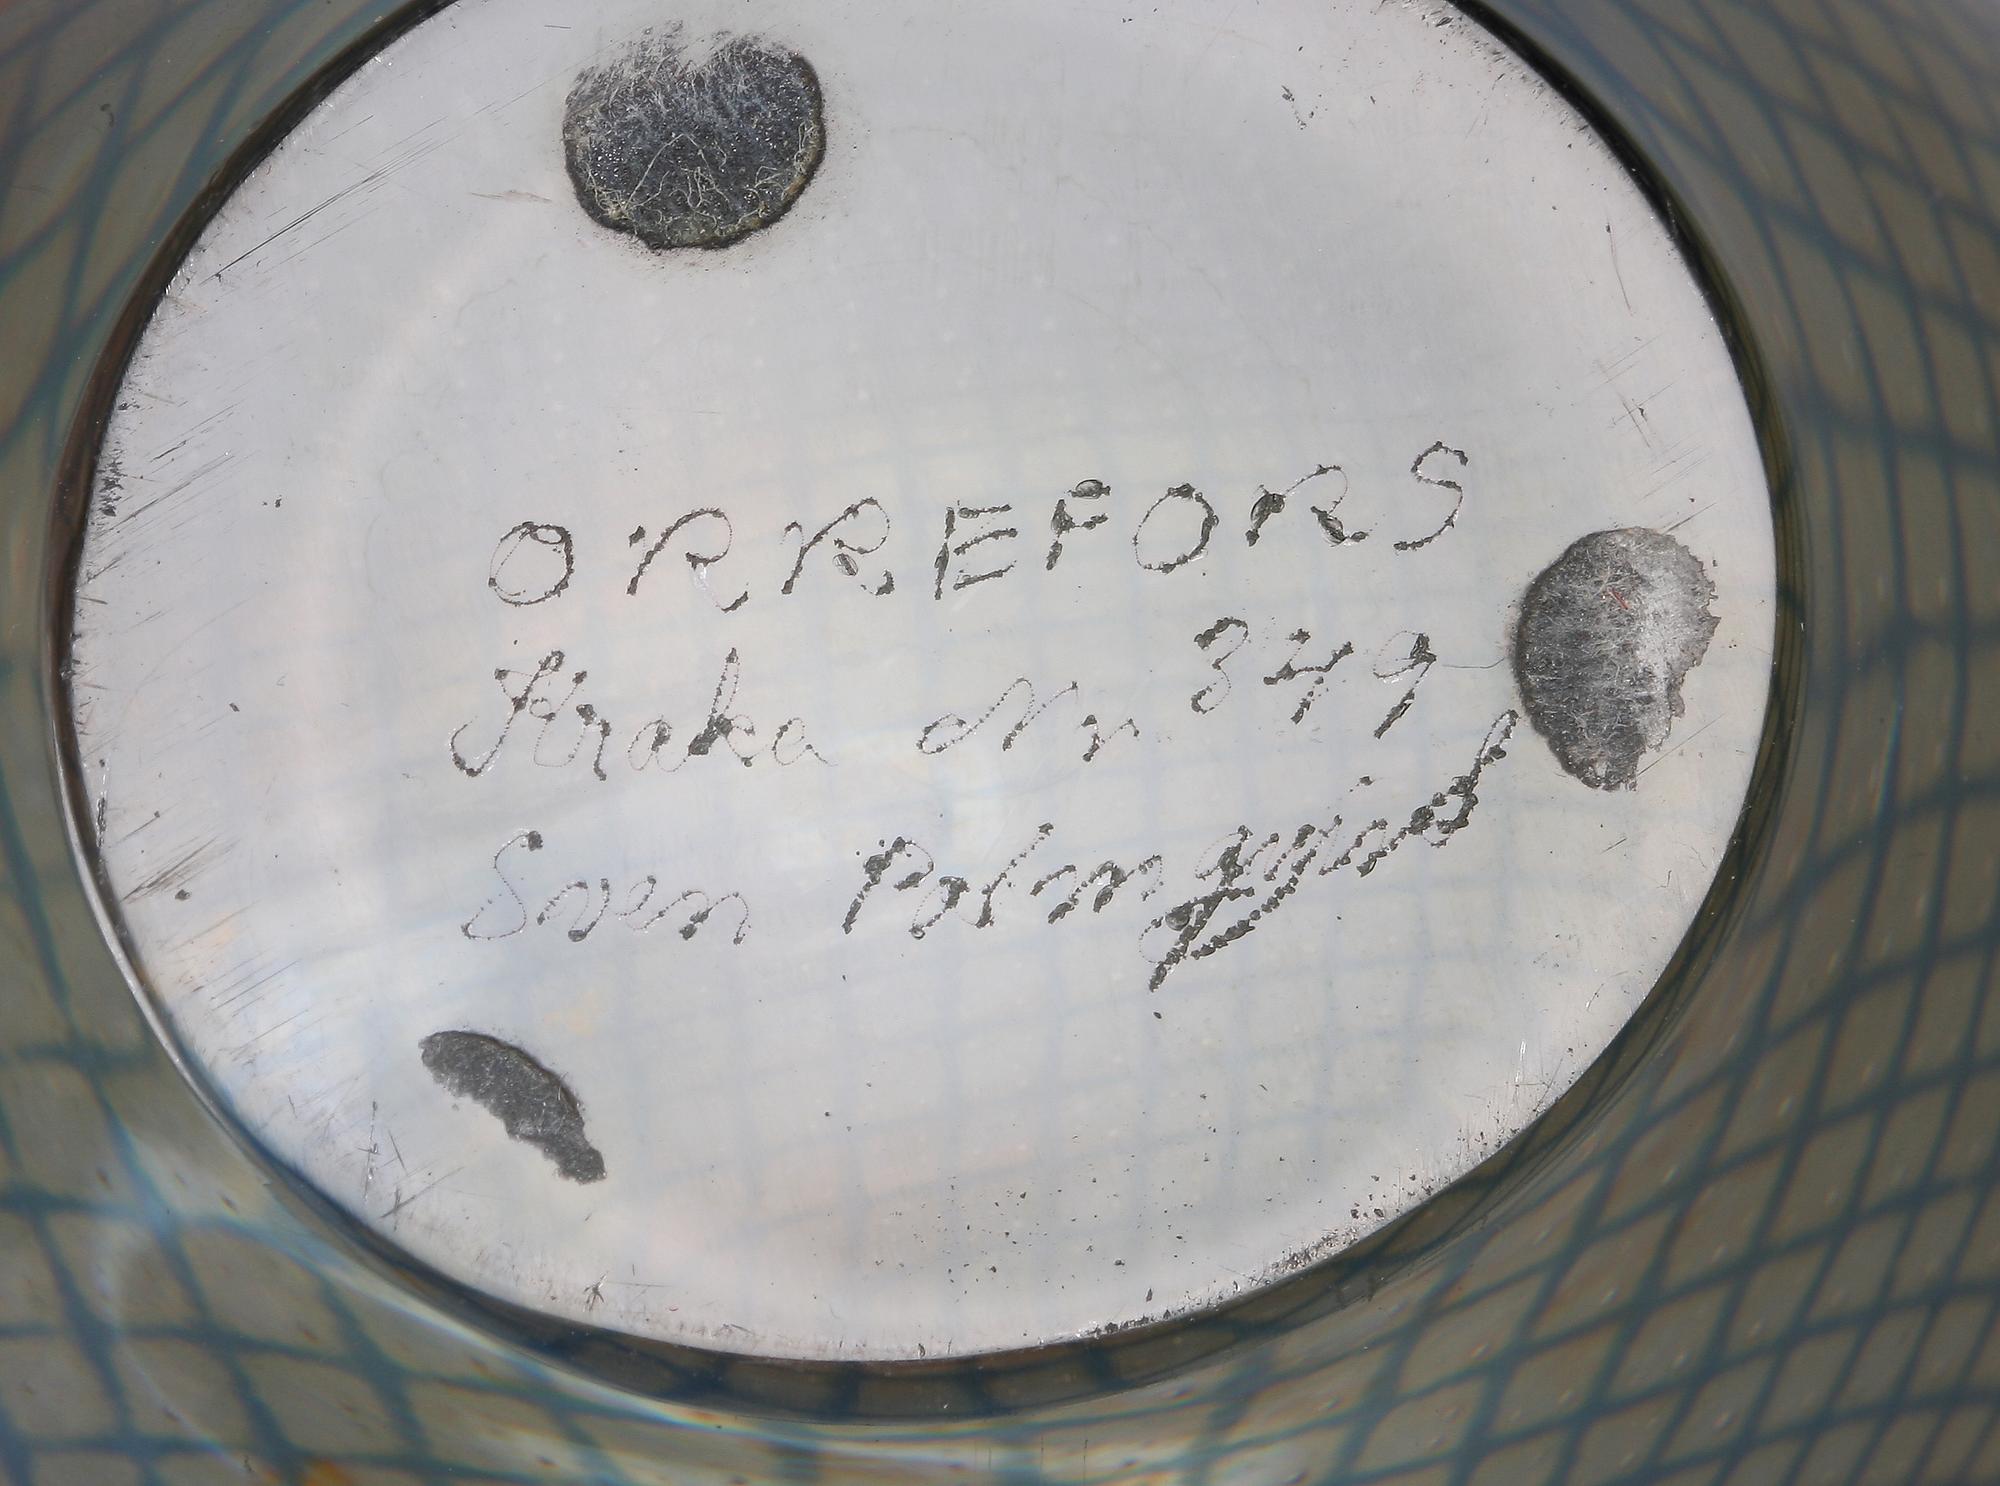 ORREFORS
Kraka Nr 349
Sven Palmqvist